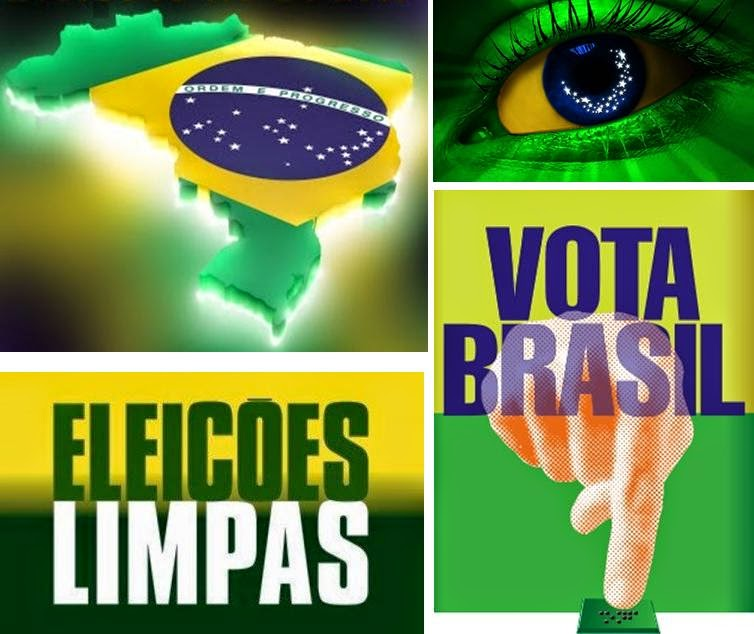 ORDEM E PROGRESSO
VOTA
BRASIL
ELEIÇÕES
LIMPAS